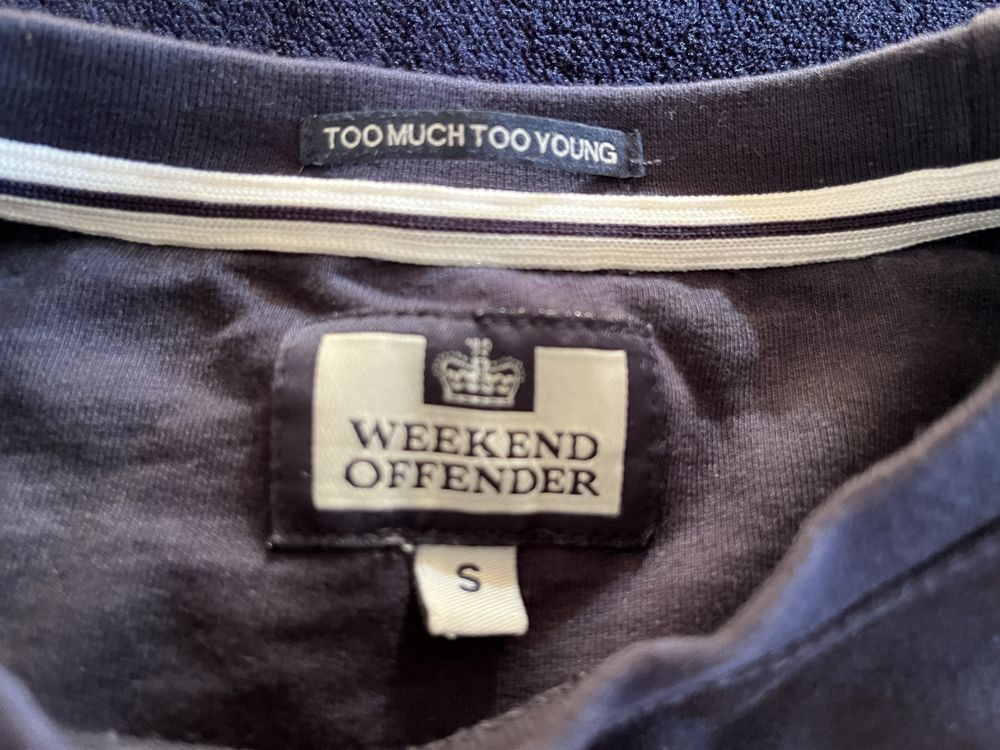 TOO MUCH TOO YOUNG
WEEKEND
OFFENDER
S